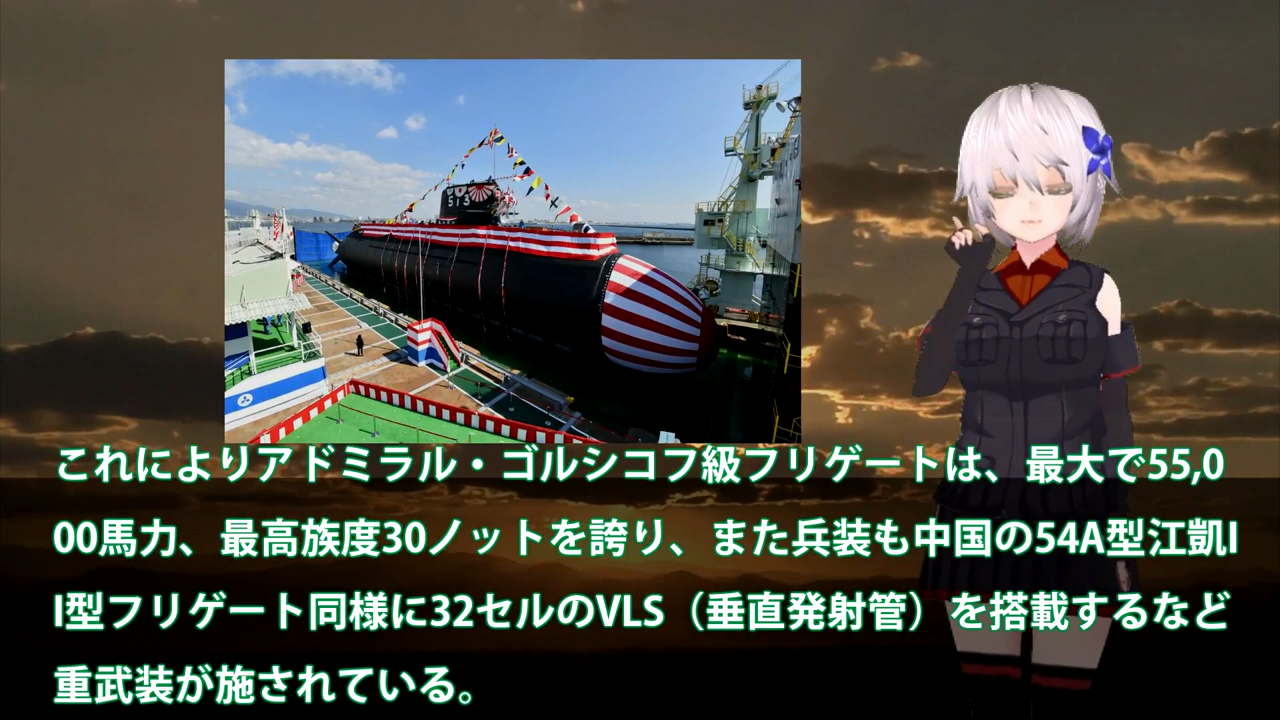 513
これによりアドミラル・ゴルシコフ級フリゲートは、最大で55,0
00馬力、最高族度30ノットを誇り、また兵装も中国の54A型江凱I
I型フリゲート同様に32セルのVLS（垂直発射管）を搭載するなど
重武装が施されている。